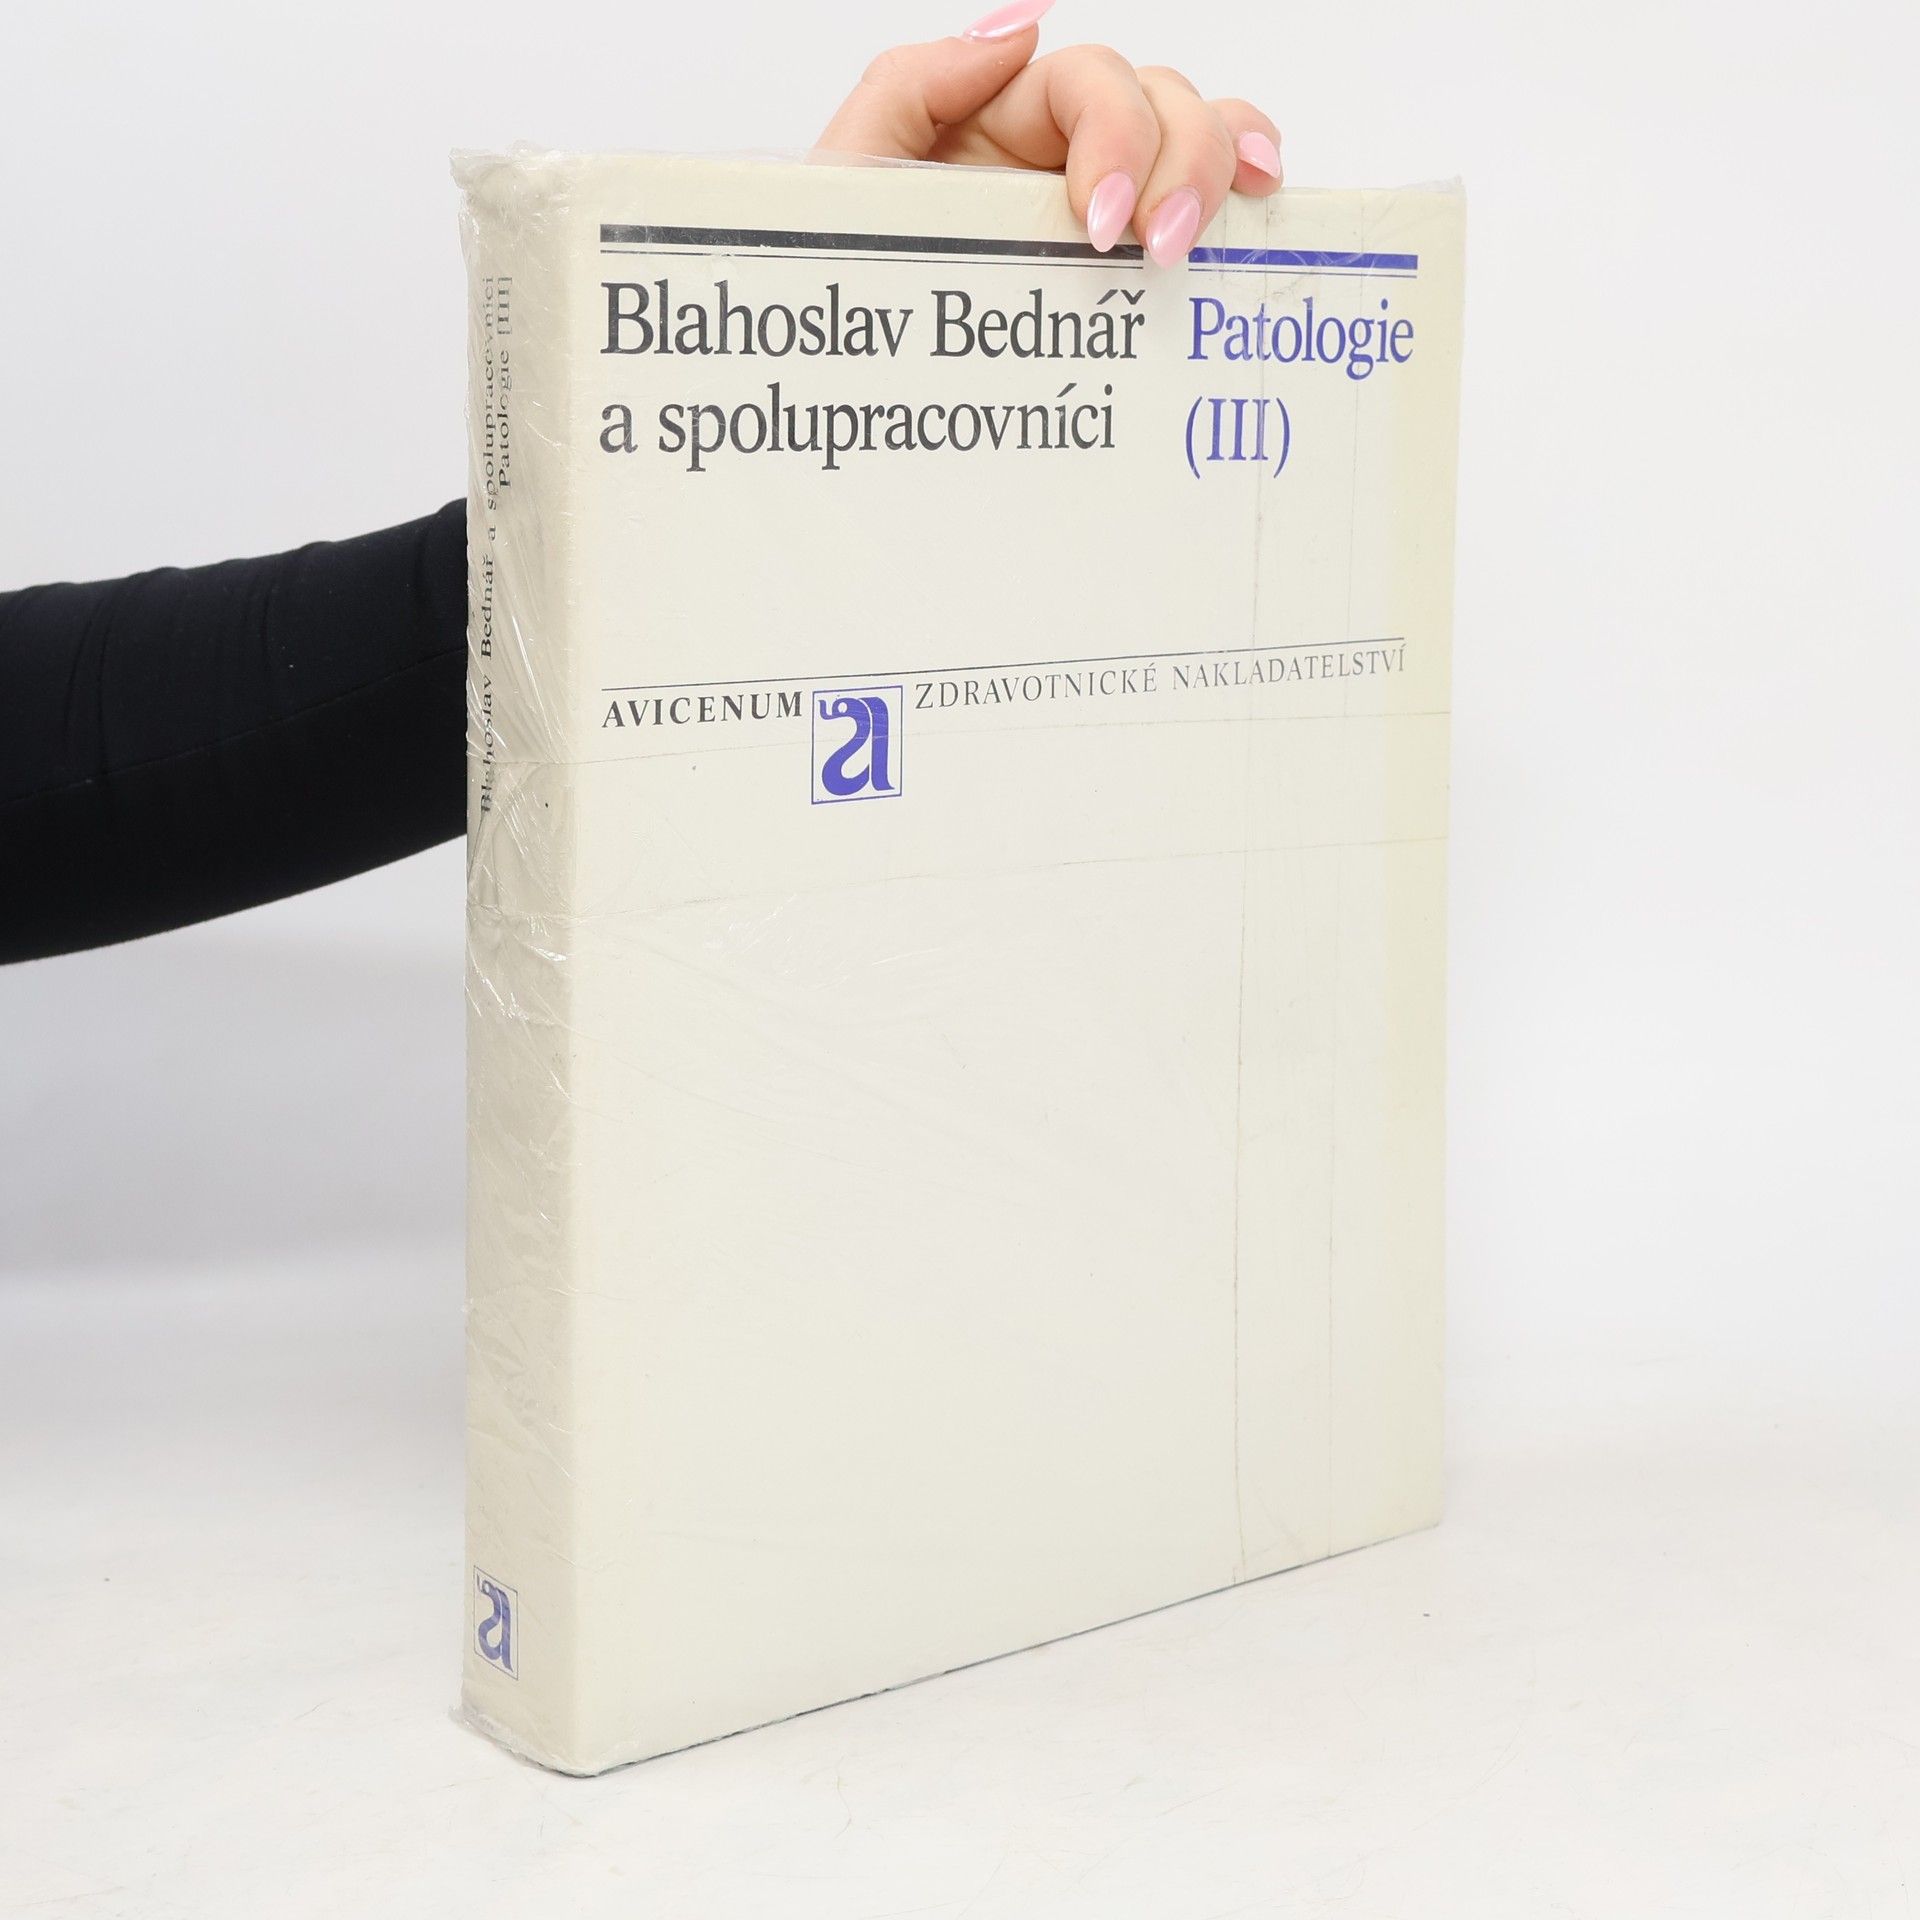 Blahoslav Bednář
a spolupracovníci
Patologie
(III)
AVICENUM
ZDRAVOTNICKÉ NAKLADATELSTVÍ
Blahoslav Bednář a spolupracovníci
Patologie [III]